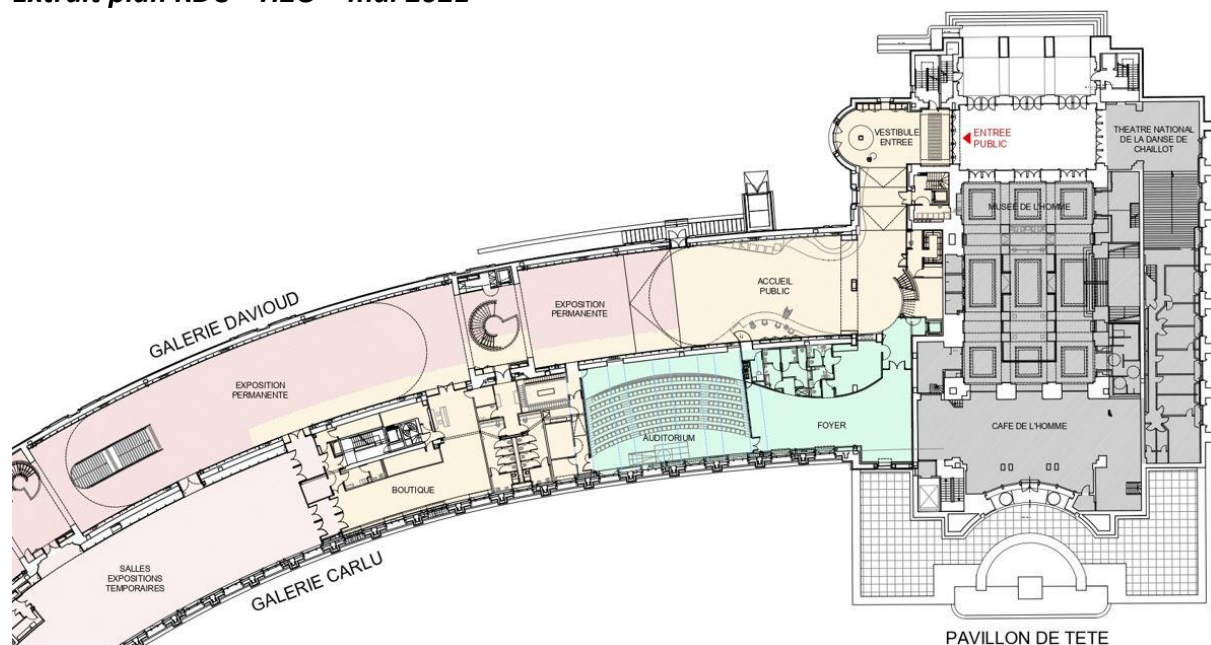 VESTIBULE
ENTREE
ENTREE
PUBLIC
THEATRE NATIONAL
DE LA DANSE DE
CHAILLOT
MUSEE DE L'HOMME
ACCUEIL
PUBLIC
EXPOSITION
PERMANENTE
GALERIE DAVIOUD
EXPOSITION
PERMANENTE
AUDITORIUM
FOYER
CAFE DE L'HOMME
BOUTIQUE
SALLES
EXPOSITIONS
TEMPORAIRES
GALERIE CARLU
PAVILLON DE TETE